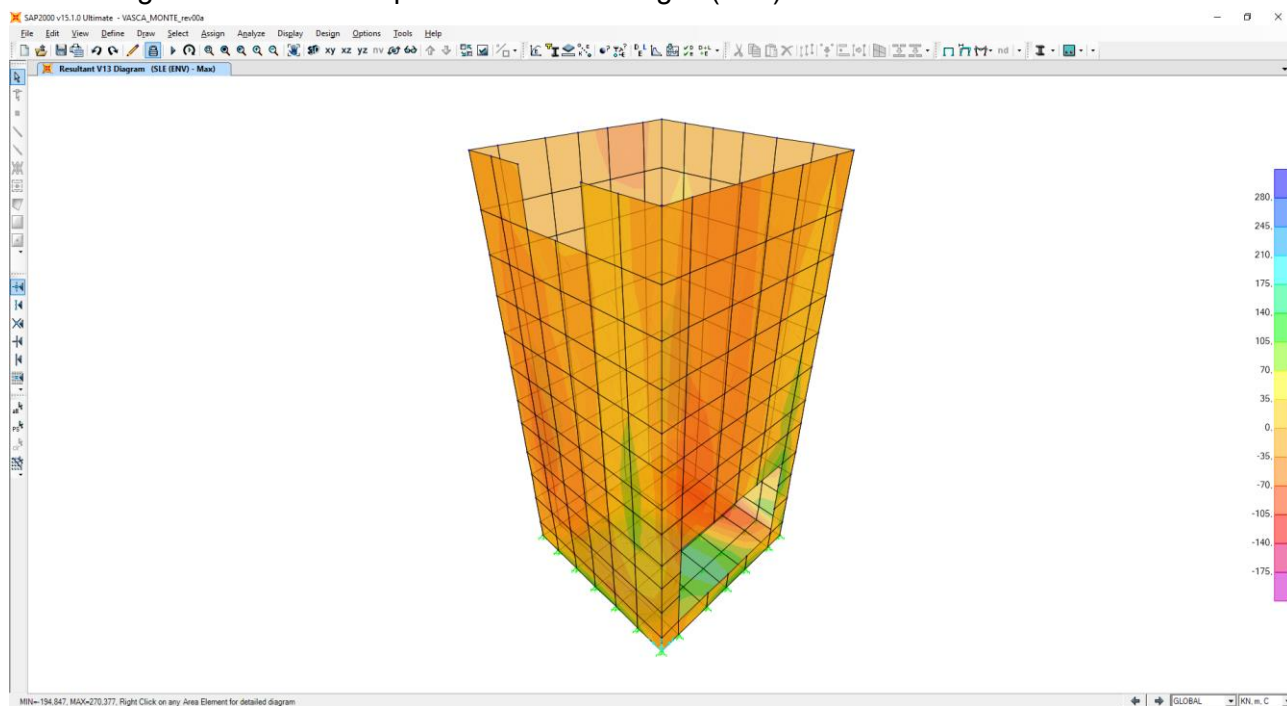 SAP2000 v15.1.0 Ultimate - VASCA_MONTE_rev00a
File Edit View Define Draw Select Assign Analyze Display Design Options Tools Help
xy xz yz nv nd
Resultant V13 Diagram (SLE (ENV) - Max)
280,
245,
210,
175,
140,
105,
70,
35,
0,
-35,
-70,
-105,
-140,
-175,
MIN=-194,847, MAX=270,377, Right Click on any Area Element for detailed diagram
GLOBAL KN, m, C